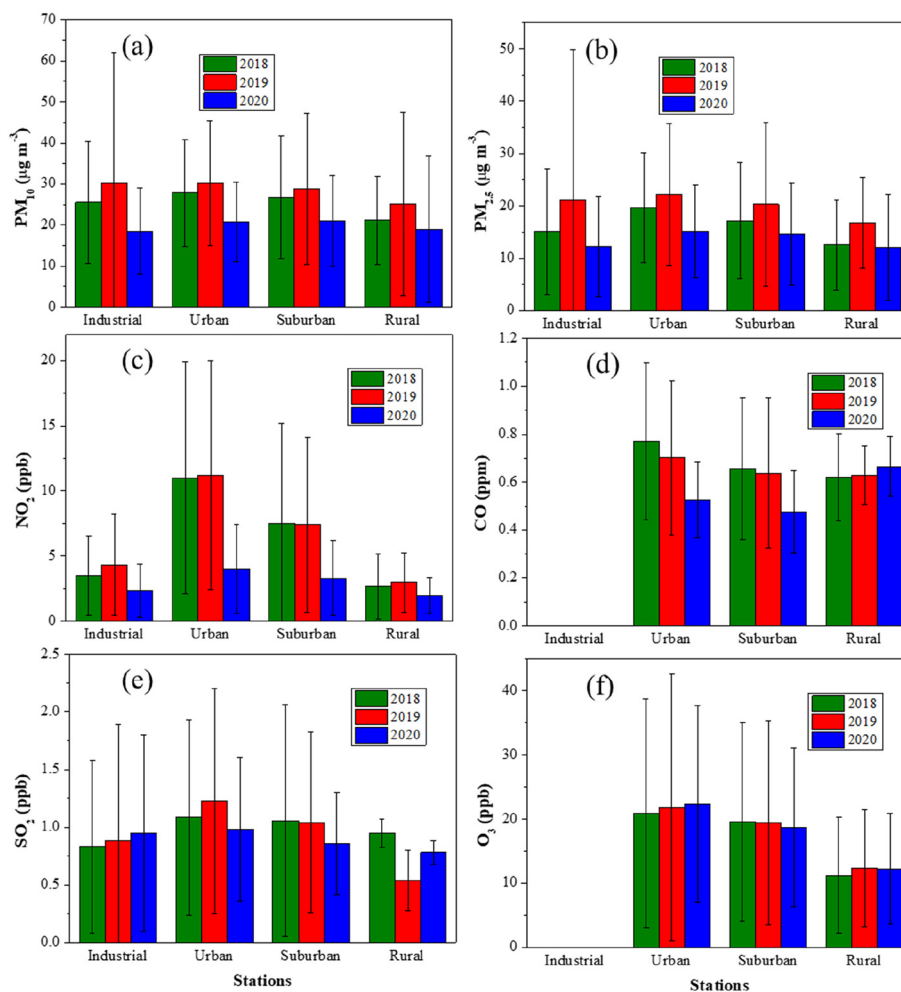 (a)
2018
2019
2020
PM10 (μg m-3)
70
60
50
40
30
20
10
0
Industrial Urban Suburban Rural
(b)
2018
2019
2020
PM2.5 (μg m-3)
50
40
30
20
10
0
Industrial Urban Suburban Rural
(c)
2018
2019
2020
NO2 (ppb)
20
15
10
5
0
Industrial Urban Suburban Rural
(d)
2018
2019
2020
CO (ppm)
1.2
1.0
0.8
0.6
0.4
0.2
0.0
Industrial Urban Suburban Rural
(e)
2018
2019
2020
SO2 (ppb)
2.5
2.0
1.5
1.0
0.5
0.0
Industrial Urban Suburban Rural
Stations
(f)
2018
2019
2020
O3 (ppb)
40
30
20
10
0
Industrial Urban Suburban Rural
Stations